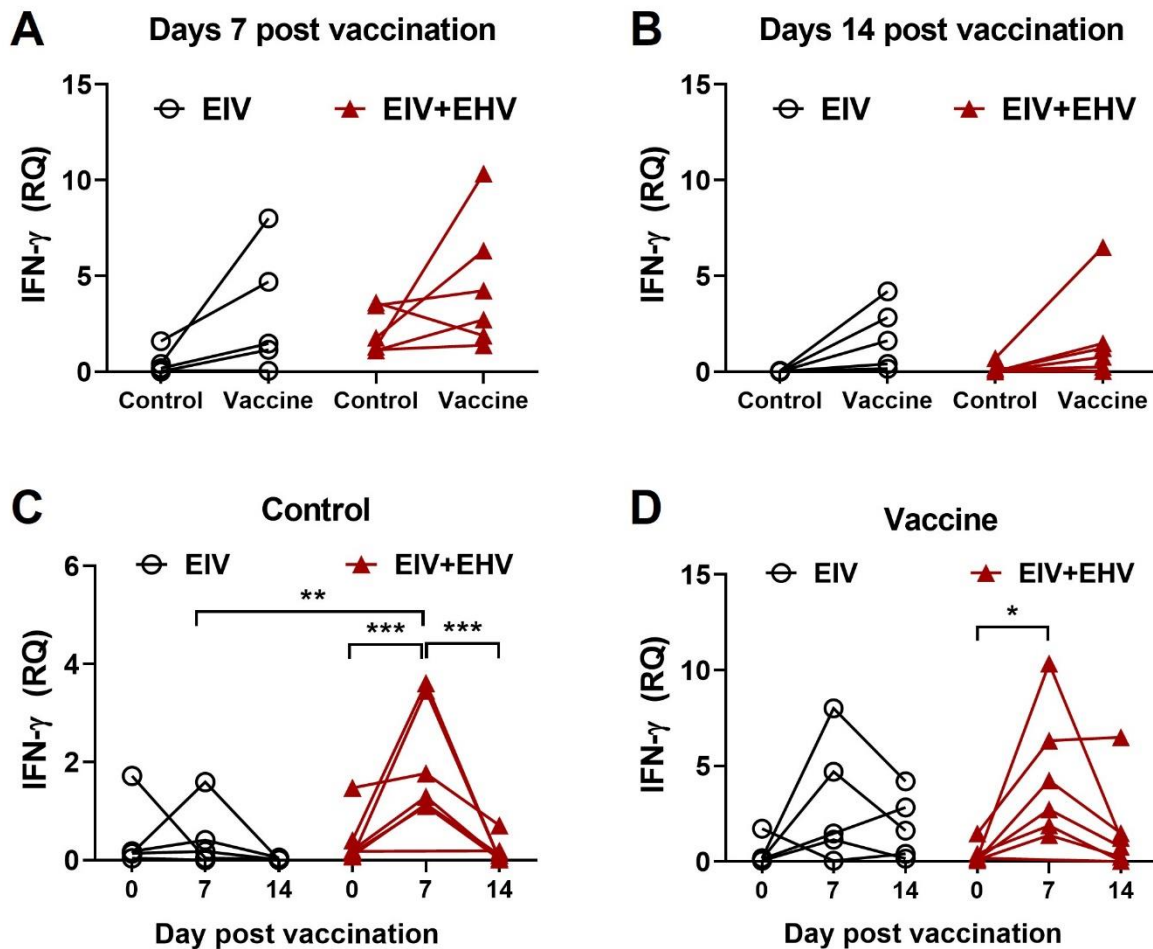 A Days 7 post vaccination
15
EIV EIV+EHV
10
IFN-γ (RQ)
5
0
Control Vaccine Control Vaccine
B Days 14 post vaccination
15
EIV EIV+EHV
10
IFN-γ (RQ)
5
0
Control Vaccine Control Vaccine
C Control
6
EIV EIV+EHV
**
*** ***
4
IFN-γ (RQ)
2
0
0 7 14 0 7 14
Day post vaccination
D Vaccine
15
EIV EIV+EHV
*
10
IFN-γ (RQ)
5
0
0 7 14 0 7 14
Day post vaccination